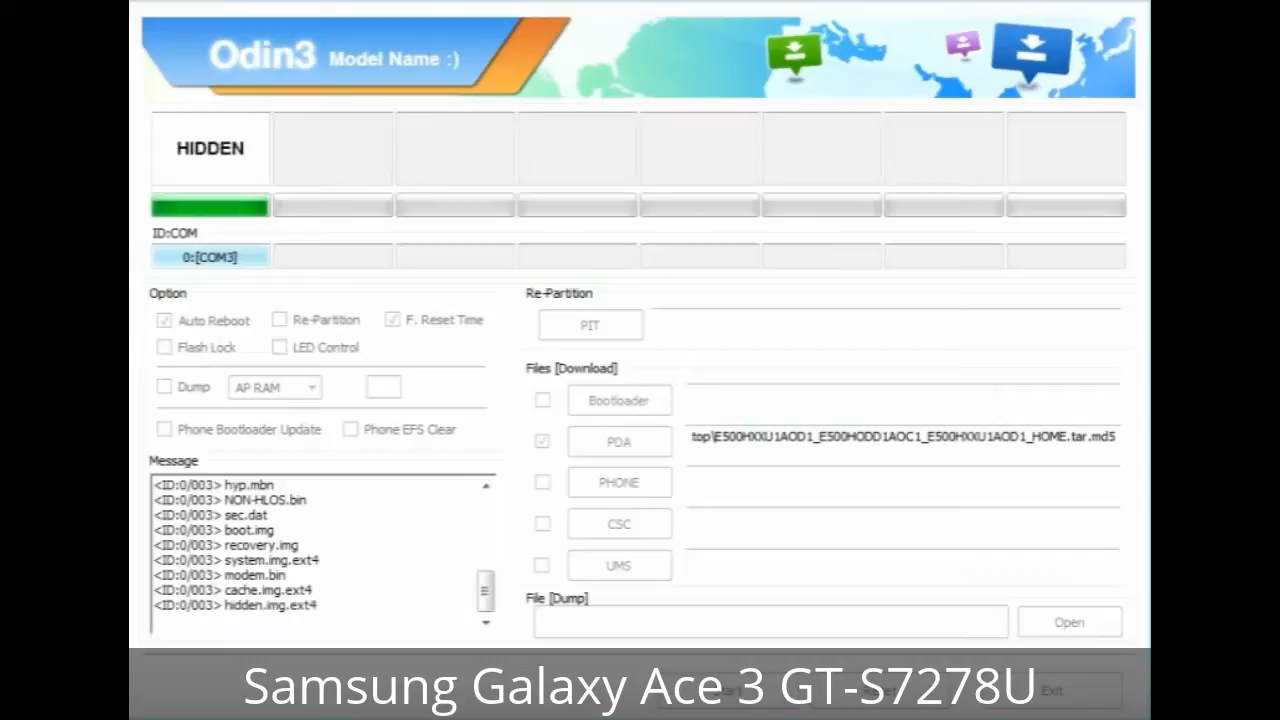 Odin3 Model Name :)
HIDDEN
ID:COM
0:[COM3]
Option
Auto Reboot
Re-Partition
F. Reset Time
Flash Lock
LED Control
Dump
AP RAM
Phone Bootloader Update
Phone EFS Clear
Message
<ID:0/003> hyp.mbn
<ID:0/003> NON-HLOS.bin
<ID:0/003> sec.dat
<ID:0/003> boot.img
<ID:0/003> recovery.img
<ID:0/003> system.img.ext4
<ID:0/003> modem.bin
<ID:0/003> cache.img.ext4
<ID:0/003> hidden.img.ext4
Re-Partition
PIT
Files [Download]
Bootloader
PDA
top\E500HXXU1AOD1_E500HODD1AOC1_E500HXXU1AOD1_HOME.tar.md5
PHONE
CSC
UMS
File [Dump]
Open
Exit
Samsung Galaxy Ace 3 GT-S7278U